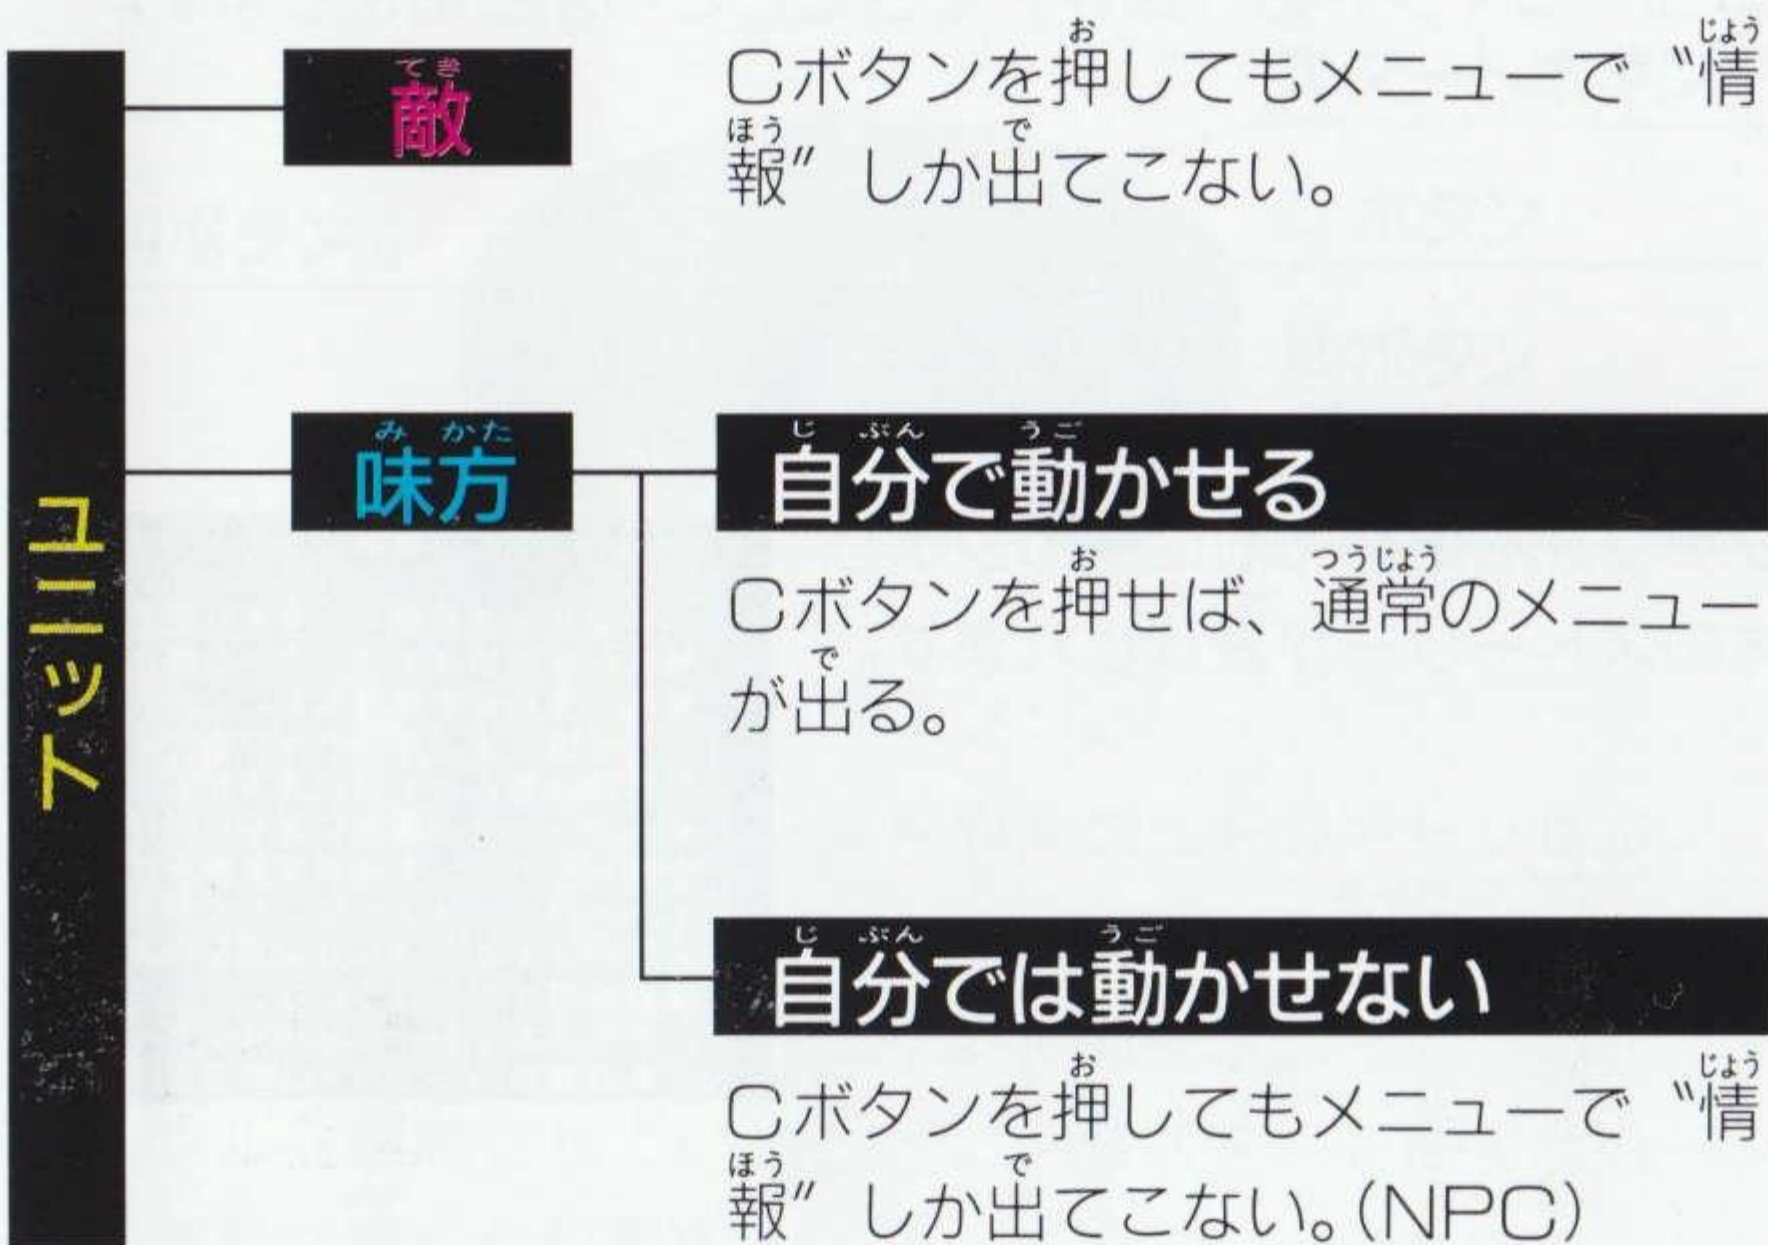 ユニット
敵
Cボタンを押してもメニューで〝情
報〟しか出てこない。
味方
自分で動かせる
Cボタンを押せば、通常のメニュー
が出る。
自分では動かせない
Cボタンを押してもメニューで〝情
報〟しか出てこない。(NPC)